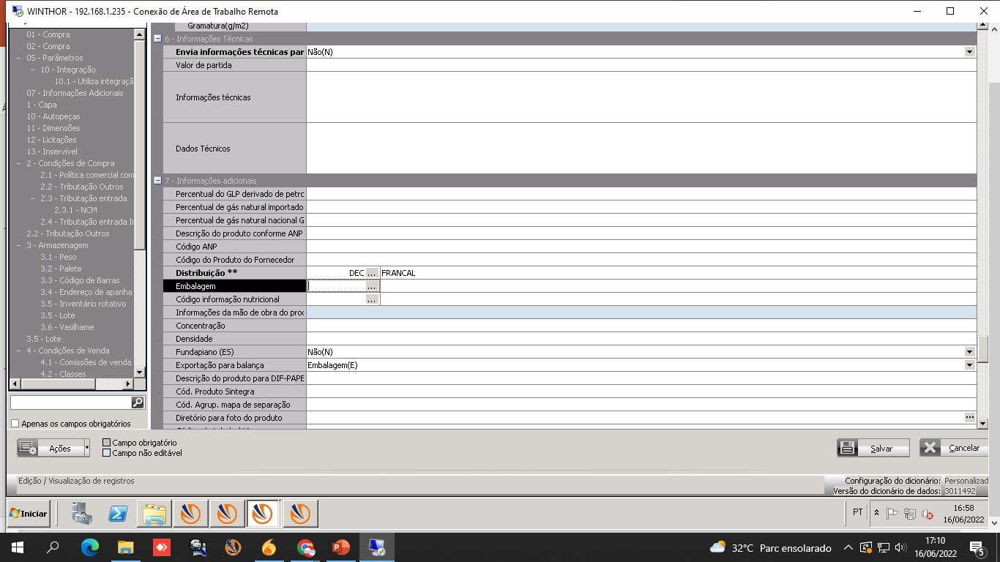 WINTHOR - 192.168.1.235 - Conexão de Área de Trabalho Remota
01 - Compra
02 - Compra
05 - Parâmetros
10 - Integração
10.1 - Utiliza integraçã
07 - Informações Adicionais
1 - Capa
10 - Autopeças
11 - Dimensões
12 - Licitações
13 - Inservível
2 - Condições de Compra
2.1 - Política comercial com
2.2 - Tributação Outros
2.3 - Tributação entrada
2.3.1 - NCM
2.4 - Tributação entrada Ir
2.2 - Tributação Outros
3 - Armazenagem
3.1 - Peso
3.2 - Palete
3.3 - Código de Barras
3.4 - Endereço de apanha
3.5 - Inventário rotativo
3.5 - Lote
3.6 - Vasilhame
3.5 - Lote
4 - Condições de Venda
4.1 - Comissões de venda
4.2 - Classes
Apenas os campos obrigatórios
Gramatura(g/m2)
6 - Informações Técnicas
Envia informações técnicas par Não(N)
Valor de partida
Informações técnicas
Dados Técnicos
7 - Informações adicionais
Percentual do GLP derivado de petro
Percentual de gás natural importado
Percentual de gás natural nacional G
Descrição do produto conforme ANP
Código ANP
Código do Produto do Fornecedor
Distribuição ** DEC ... FRANCAL
Embalagem ...
Código informação nutricional ...
Informações da mão de obra do proc
Concentração
Densidade
Fundapiano (ES) Não(N)
Exportação para balança Embalagem(E)
Descrição do produto para DIF-PAPE
Cód. Produto Sintegra
Cód. Agrup. mapa de separação
Diretório para foto do produto ...
Ações
Campo obrigatório
Campo não editável
Salvar
Cancelar
Edição / Visualização de registros
Configuração do dicionário: Personalizad
Versão do dicionário de dados: 3011492
Iniciar
PT
16:58
16/06/2022
32°C Parc ensolarado
17:10
16/06/2022
5